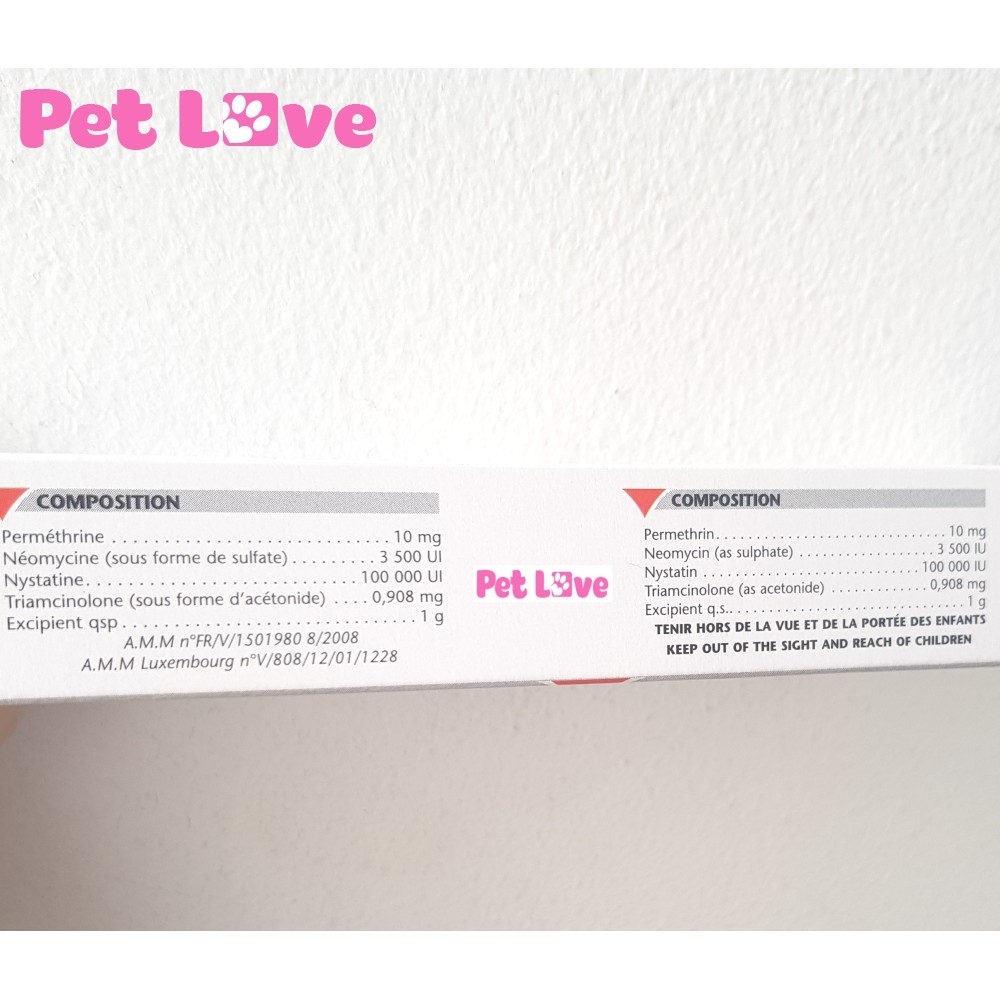 Pet Love
COMPOSITION
Perméthrine . . . . . . . . . . . . . . . . . . . . . . . . . . . . 10 mg
Néomycine (sous forme de sulfate) . . . . . . . . . 3 500 UI
Nystatine. . . . . . . . . . . . . . . . . . . . . . . . . . . 100 000 UI
Triamcinolone (sous forme d'acétonide) . . . . 0,908 mg
Excipient qsp . . . . . . . . . . . . . . . . . . . . . . . . . . . . . 1 g
A.M.M n°FR/V/1501980 8/2008
A.M.M Luxembourg n°V/808/12/01/1228
Pet Love
COMPOSITION
Permethrin. . . . . . . . . . . . . . . . . . . . . . . . . . . . . 10 mg
Neomycin (as sulphate) . . . . . . . . . . . . . . . . . . 3 500 IU
Nystatin . . . . . . . . . . . . . . . . . . . . . . . . . . . . 100 000 IU
Triamcinolone (as acetonide) . . . . . . . . . . . . . 0,908 mg
Excipient q.s.. . . . . . . . . . . . . . . . . . . . . . . . . . . . . . 1 g
TENIR HORS DE LA VUE ET DE LA PORTÉE DES ENFANTS
KEEP OUT OF THE SIGHT AND REACH OF CHILDREN